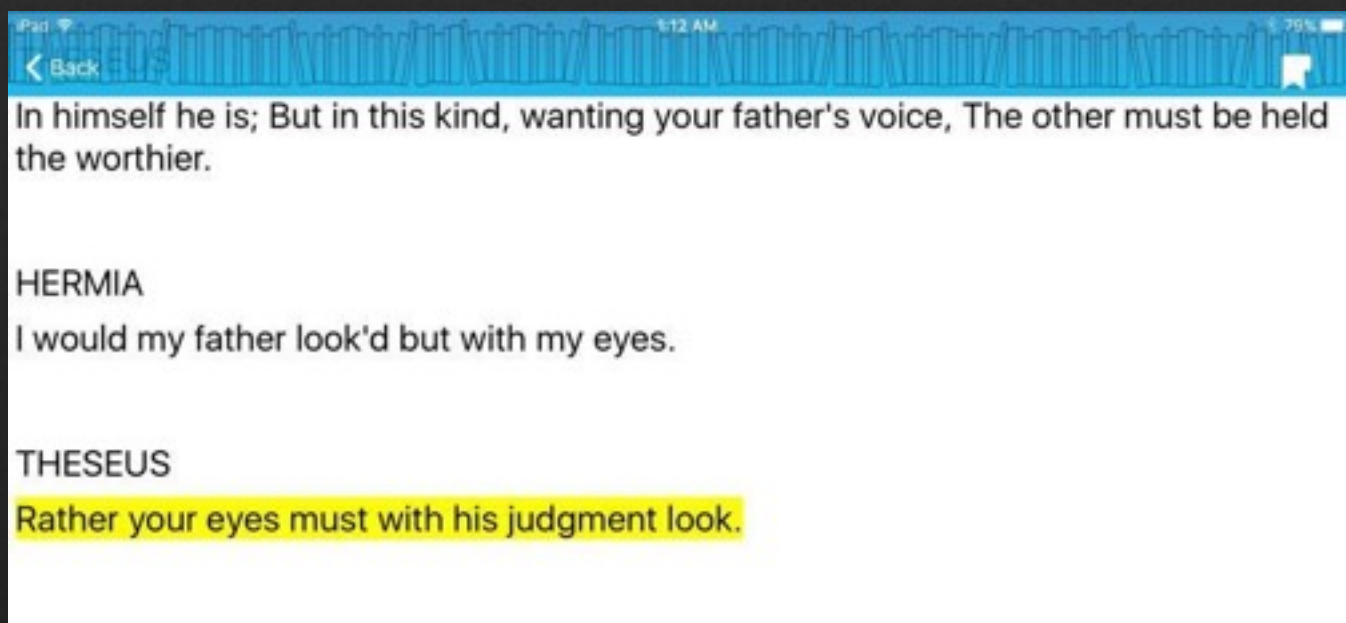 iPad 1:12 AM 79%
THESEUS
Back
In himself he is; But in this kind, wanting your father's voice, The other must be held
the worthier.
HERMIA
I would my father look'd but with my eyes.
THESEUS
Rather your eyes must with his judgment look.